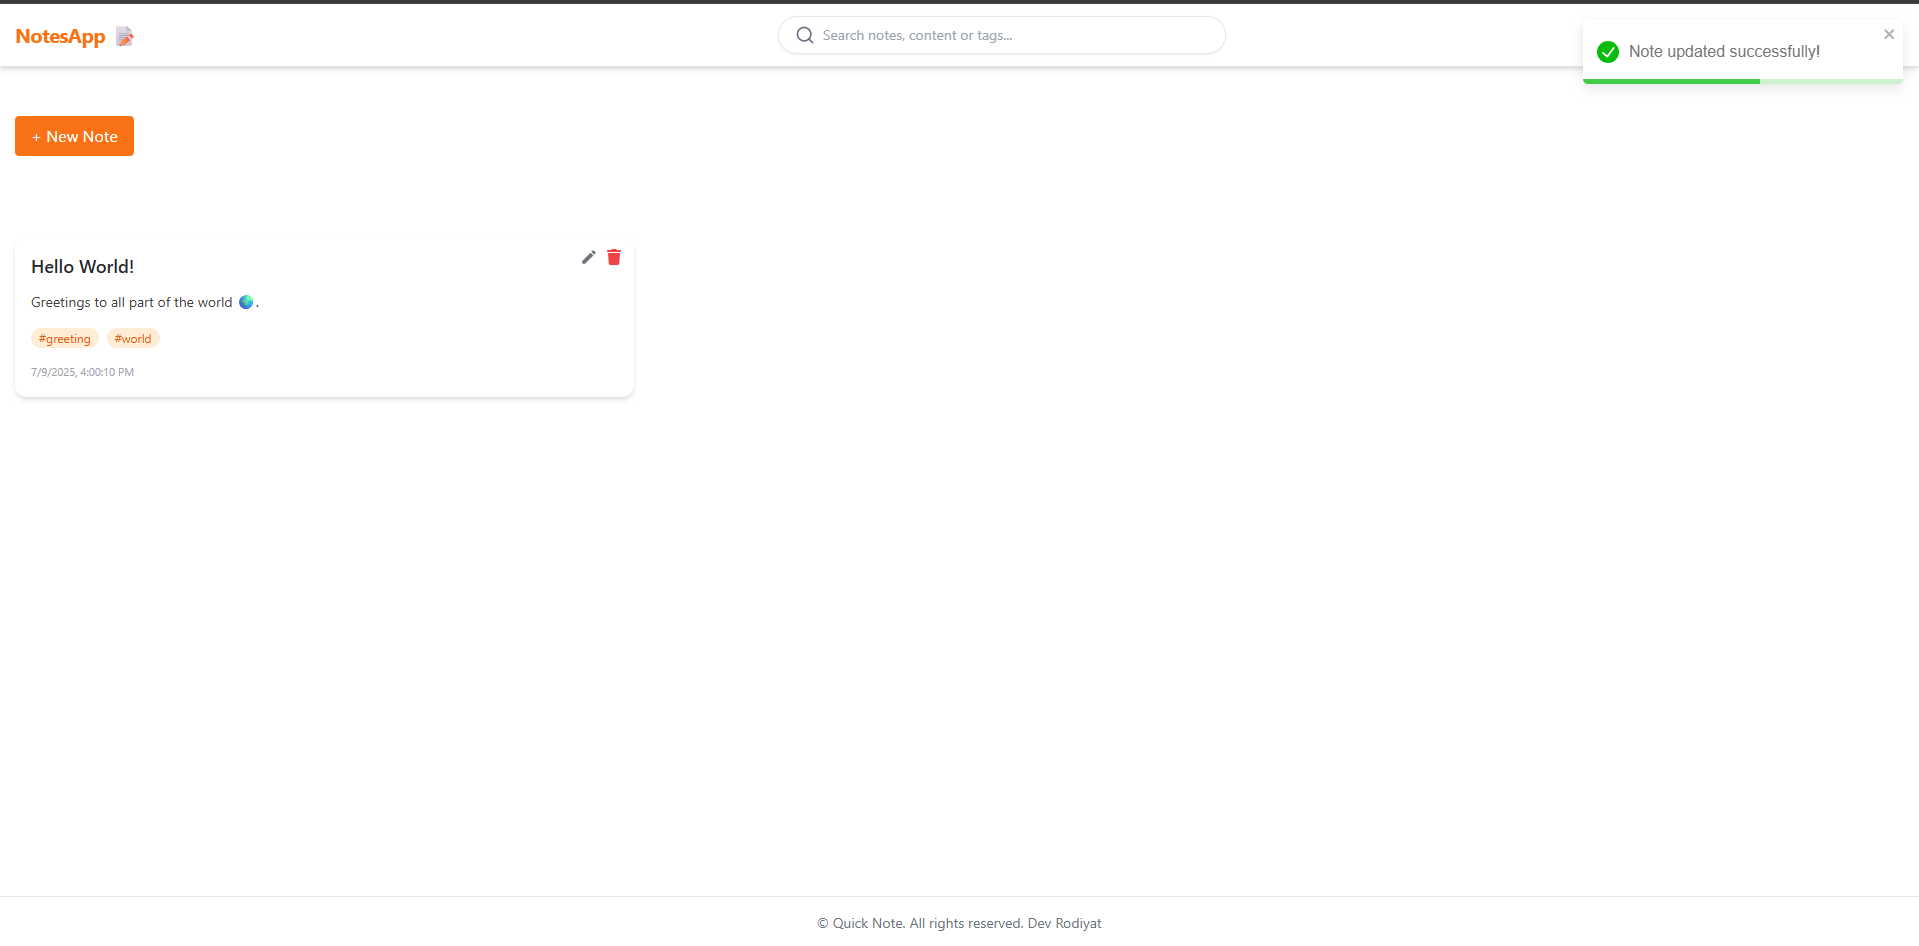 NotesApp 📝
Search notes, content or tags...
Note updated successfully!
+ New Note
Hello World!
Greetings to all part of the world 🌏.
#greeting #world
7/9/2025, 4:00:10 PM
© Quick Note. All rights reserved. Dev Rodiyat